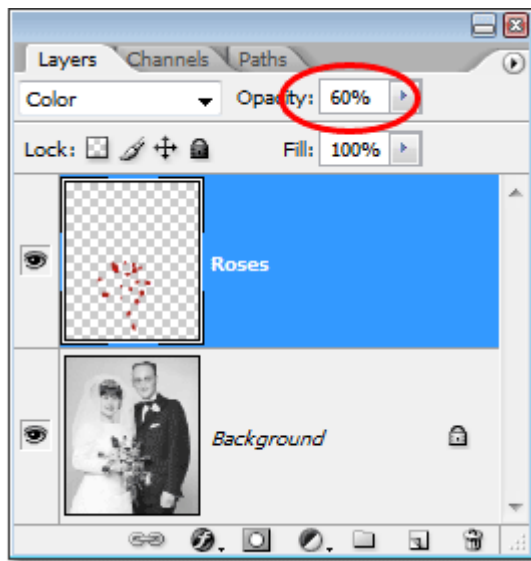 Layers Channels Paths
Color Opacity: 60%
Lock: Fill: 100%
Roses
Background